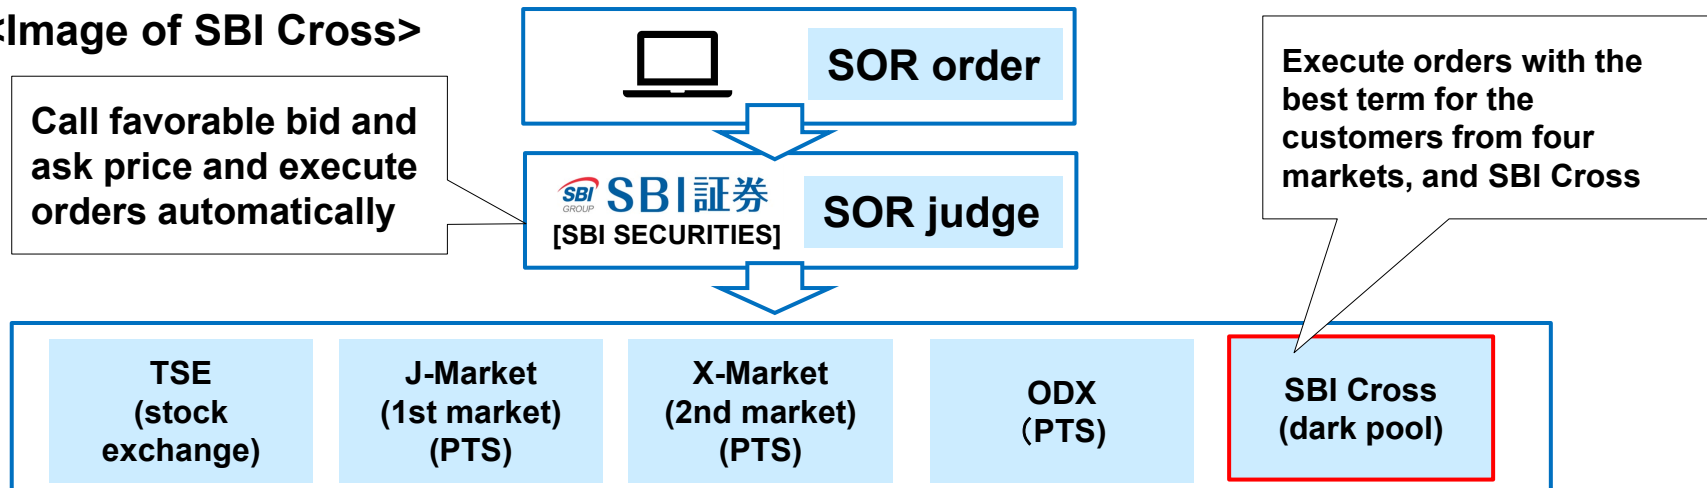 <Image of SBI Cross>
SOR order
Call favorable bid and
ask price and execute
orders automatically
Execute orders with the
best term for the
customers from four
markets, and SBI Cross
SBI
GROUP
SBI証券
[SBI SECURITIES]
SOR judge
TSE
(stock
exchange)
J-Market
(1st market)
(PTS)
X-Market
(2nd market)
(PTS)
ODX
（PTS)
SBI Cross
(dark pool)